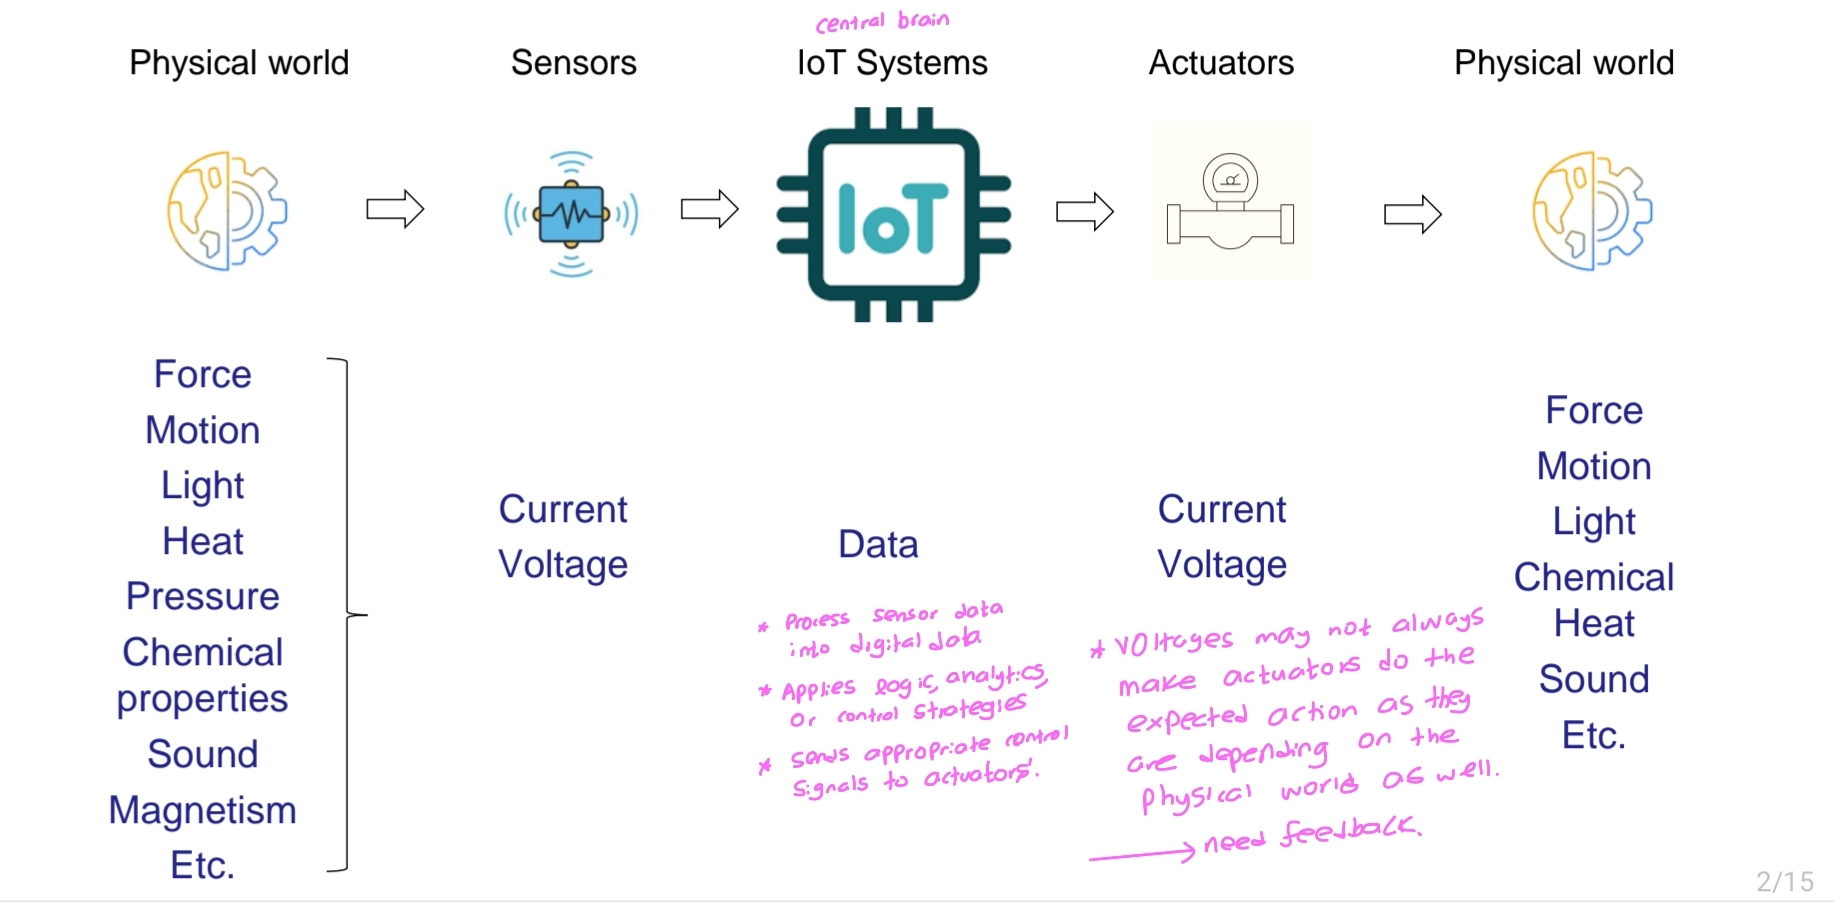 central brain
Physical world
Sensors
IoT Systems
Actuators
Physical world
IoT
Force
Motion
Light
Heat
Pressure
Chemical
properties
Sound
Magnetism
Etc.
Current
Voltage
Data
* Process sensor data
into digital data
* Applies logic, analytics,
or control strategies
* Sends appropriate control
signals to actuators.
Current
Voltage
* Voltages may not always
make actuators do the
expected action as they
are depending on the
physical world as well.
→ need feedback.
Force
Motion
Light
Chemical
Heat
Sound
Etc.
2/15